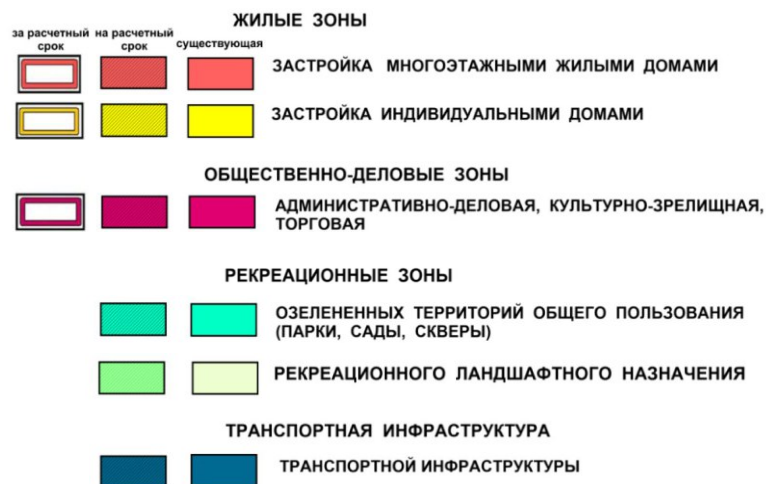 ЖИЛЫЕ ЗОНЫ
за расчетный срок
на расчетный срок
существующая
ЗАСТРОЙКА МНОГОЭТАЖНЫМИ ЖИЛЫМИ ДОМАМИ
ЗАСТРОЙКА ИНДИВИДУАЛЬНЫМИ ДОМАМИ
ОБЩЕСТВЕННО-ДЕЛОВЫЕ ЗОНЫ
АДМИНИСТРАТИВНО-ДЕЛОВАЯ, КУЛЬТУРНО-ЗРЕЛИЩНАЯ,
ТОРГОВАЯ
РЕКРЕАЦИОННЫЕ ЗОНЫ
ОЗЕЛЕНЕННЫХ ТЕРРИТОРИЙ ОБЩЕГО ПОЛЬЗОВАНИЯ
(ПАРКИ, САДЫ, СКВЕРЫ)
РЕКРЕАЦИОННОГО ЛАНДШАФТНОГО НАЗНАЧЕНИЯ
ТРАНСПОРТНАЯ ИНФРАСТРУКТУРА
ТРАНСПОРТНОЙ ИНФРАСТРУКТУРЫ